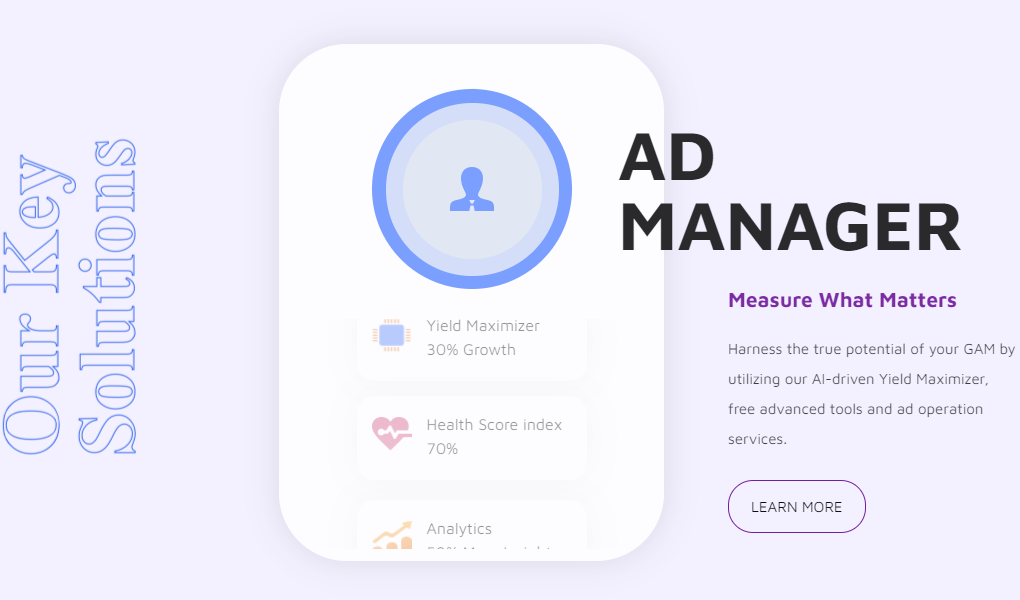 Our Key
Solutions
AD
MANAGER
Measure What Matters
Harness the true potential of your GAM by
utilizing our AI-driven Yield Maximizer,
free advanced tools and ad operation
services.
LEARN MORE
Yield Maximizer
30% Growth
Health Score index
70%
Analytics